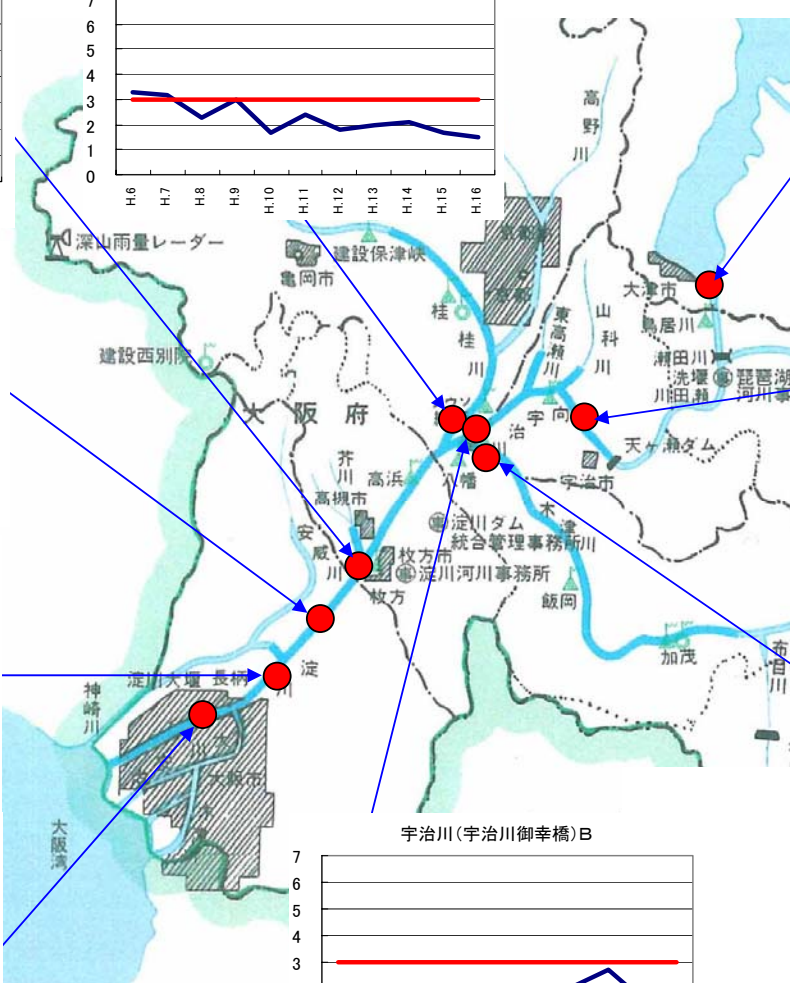 7
6
5
4
3
2
1
0
H.6
H.7
H.8
H.9
H.10
H.11
H.12
H.13
H.14
H.15
H.16
高野川
深山雨量レーダー
建設保津峡
亀岡市
京都
大津市
鳥居川
桂
桂川
東高瀬川
山科川
瀬田川
洗堰
琵琶湖
河川事
建設西別院
大阪府
宇治川
向
天ヶ瀬ダム
宇治市
芥川
高浜
八幡
高槻市
木津川
淀川ダム
統合管理事務所
安威川
枚方市
淀川河川事務所
枚方
飯岡
加茂
布目川
淀川大堰
長柄
淀川
神崎川
大阪市
大阪湾
宇治川(宇治川御幸橋)B
7
6
5
4
3